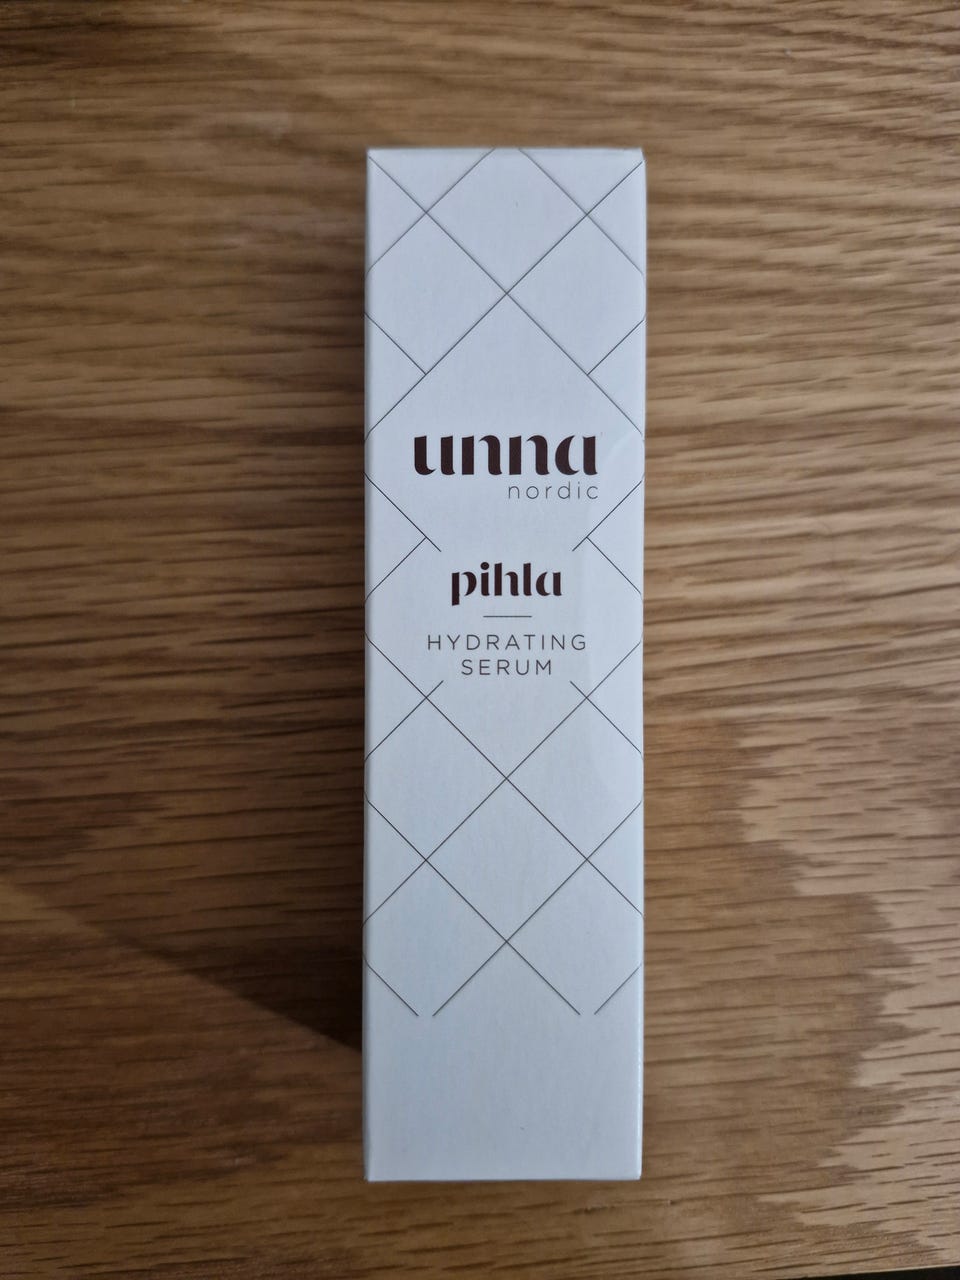 unna
nordic
pihla
HYDRATING
SERUM